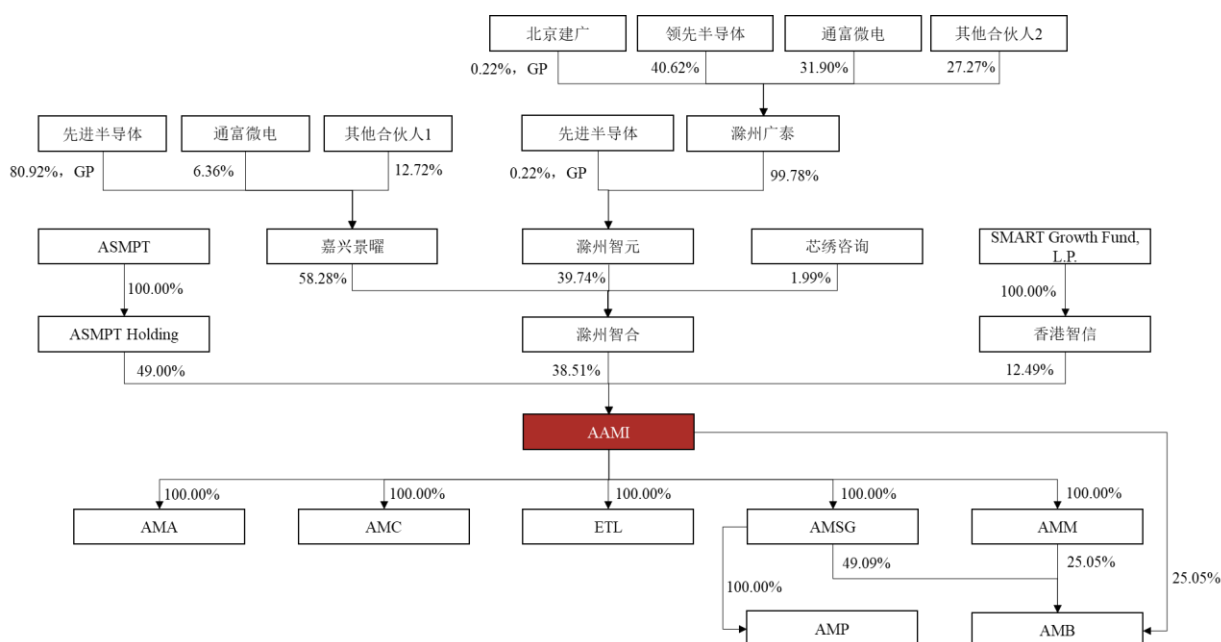 北京建广
领先半导体
通富微电
其他合伙人2
0.22%，GP
40.62%
31.90%
27.27%
先进半导体
通富微电
其他合伙人1
先进半导体
滁州广泰
80.92%，GP
6.36%
12.72%
0.22%，GP
99.78%
ASMPT
嘉兴景曜
滁州智元
芯绣咨询
SMART Growth Fund,
L.P.
58.28%
39.74%
1.99%
100.00%
100.00%
ASMPT Holding
滁州智合
香港智信
49.00%
38.51%
12.49%
AAMI
100.00%
100.00%
100.00%
100.00%
100.00%
AMA
AMC
ETL
AMSG
AMM
49.09%
25.05%
25.05%
100.00%
AMP
AMB